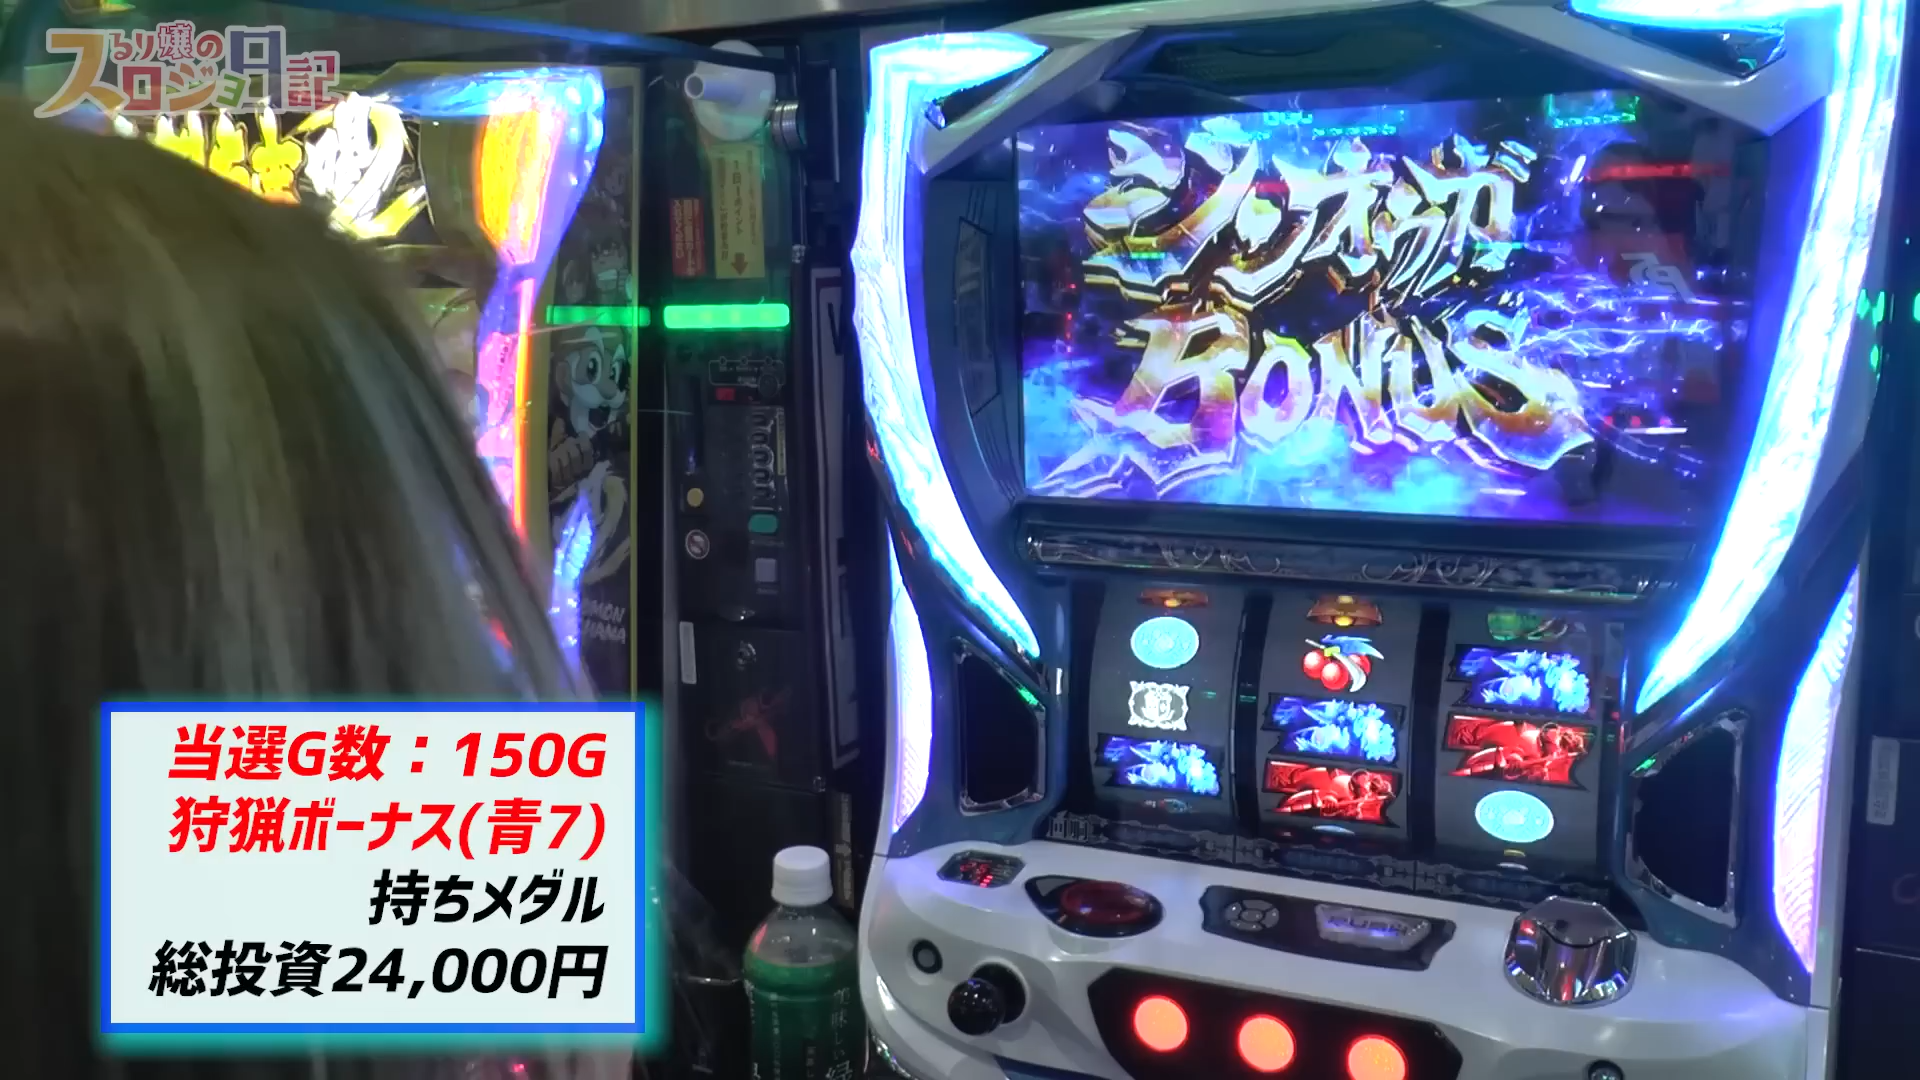 るり嬢の
スロジョ日記
ジンオウガ
BONUS
当選G数：150G
狩猟ボーナス(青7)
持ちメダル
総投資24,000円
PUSH